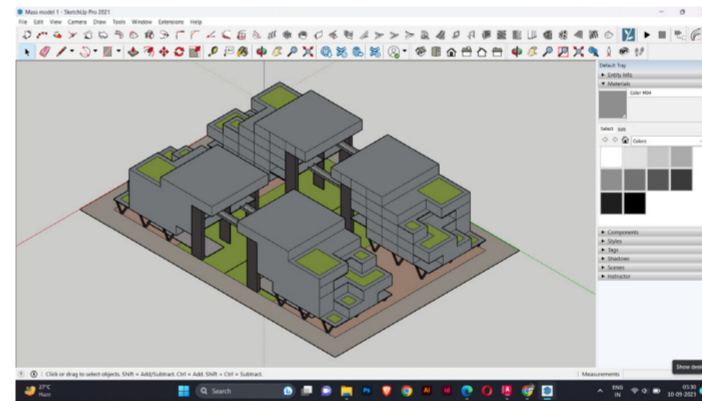 Mass model 1 - SketchUp Pro 2021
File Edit View Camera Draw Tools Window Extensions Help
Default Tray
Entity Info
Materials
Color M04
Select Edit
Colors
Components
Styles
Tags
Shadows
Scenes
Instructor
Click or drag to select objects. Shift = Add/Subtract. Ctrl = Add. Shift + Ctrl = Subtract.
Measurements
Show desk
27°C
Haze
Search
ENG
IN
03:30
10-09-2023